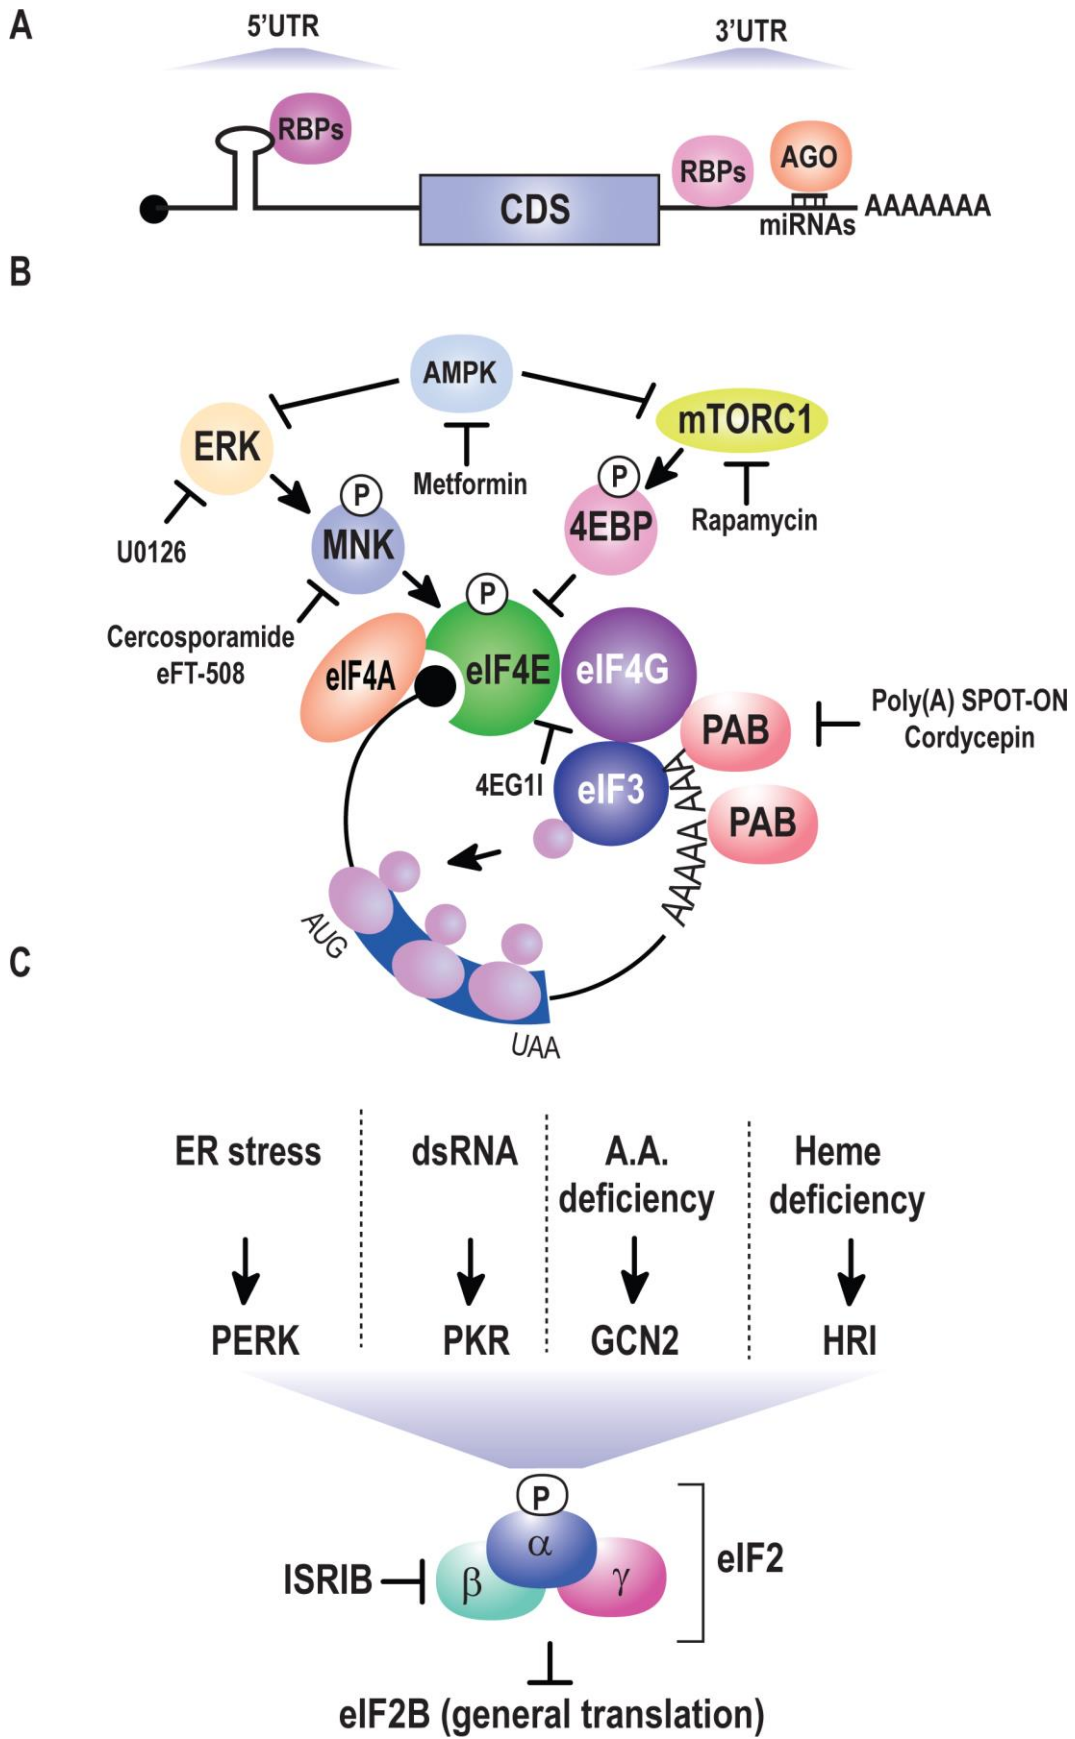 A
5'UTR
3'UTR
RBPs
RBPs
AGO
CDS
miRNAs
AAAAAAA
B
AMPK
mTORC1
ERK
Metformin
P
P
4EBP
Rapamycin
U0126
MNK
P
Cercosporamide
eFT-508
eIF4A
eIF4E
eIF4G
PAB
Poly(A) SPOT-ON
Cordycepin
4EG1I
eIF3
PAB
AAAAA AAA
AUG
UAA
C
ER stress
dsRNA
A.A.
deficiency
Heme
deficiency
PERK
PKR
GCN2
HRI
P
α
β
γ
eIF2
ISRIB
eIF2B (general translation)